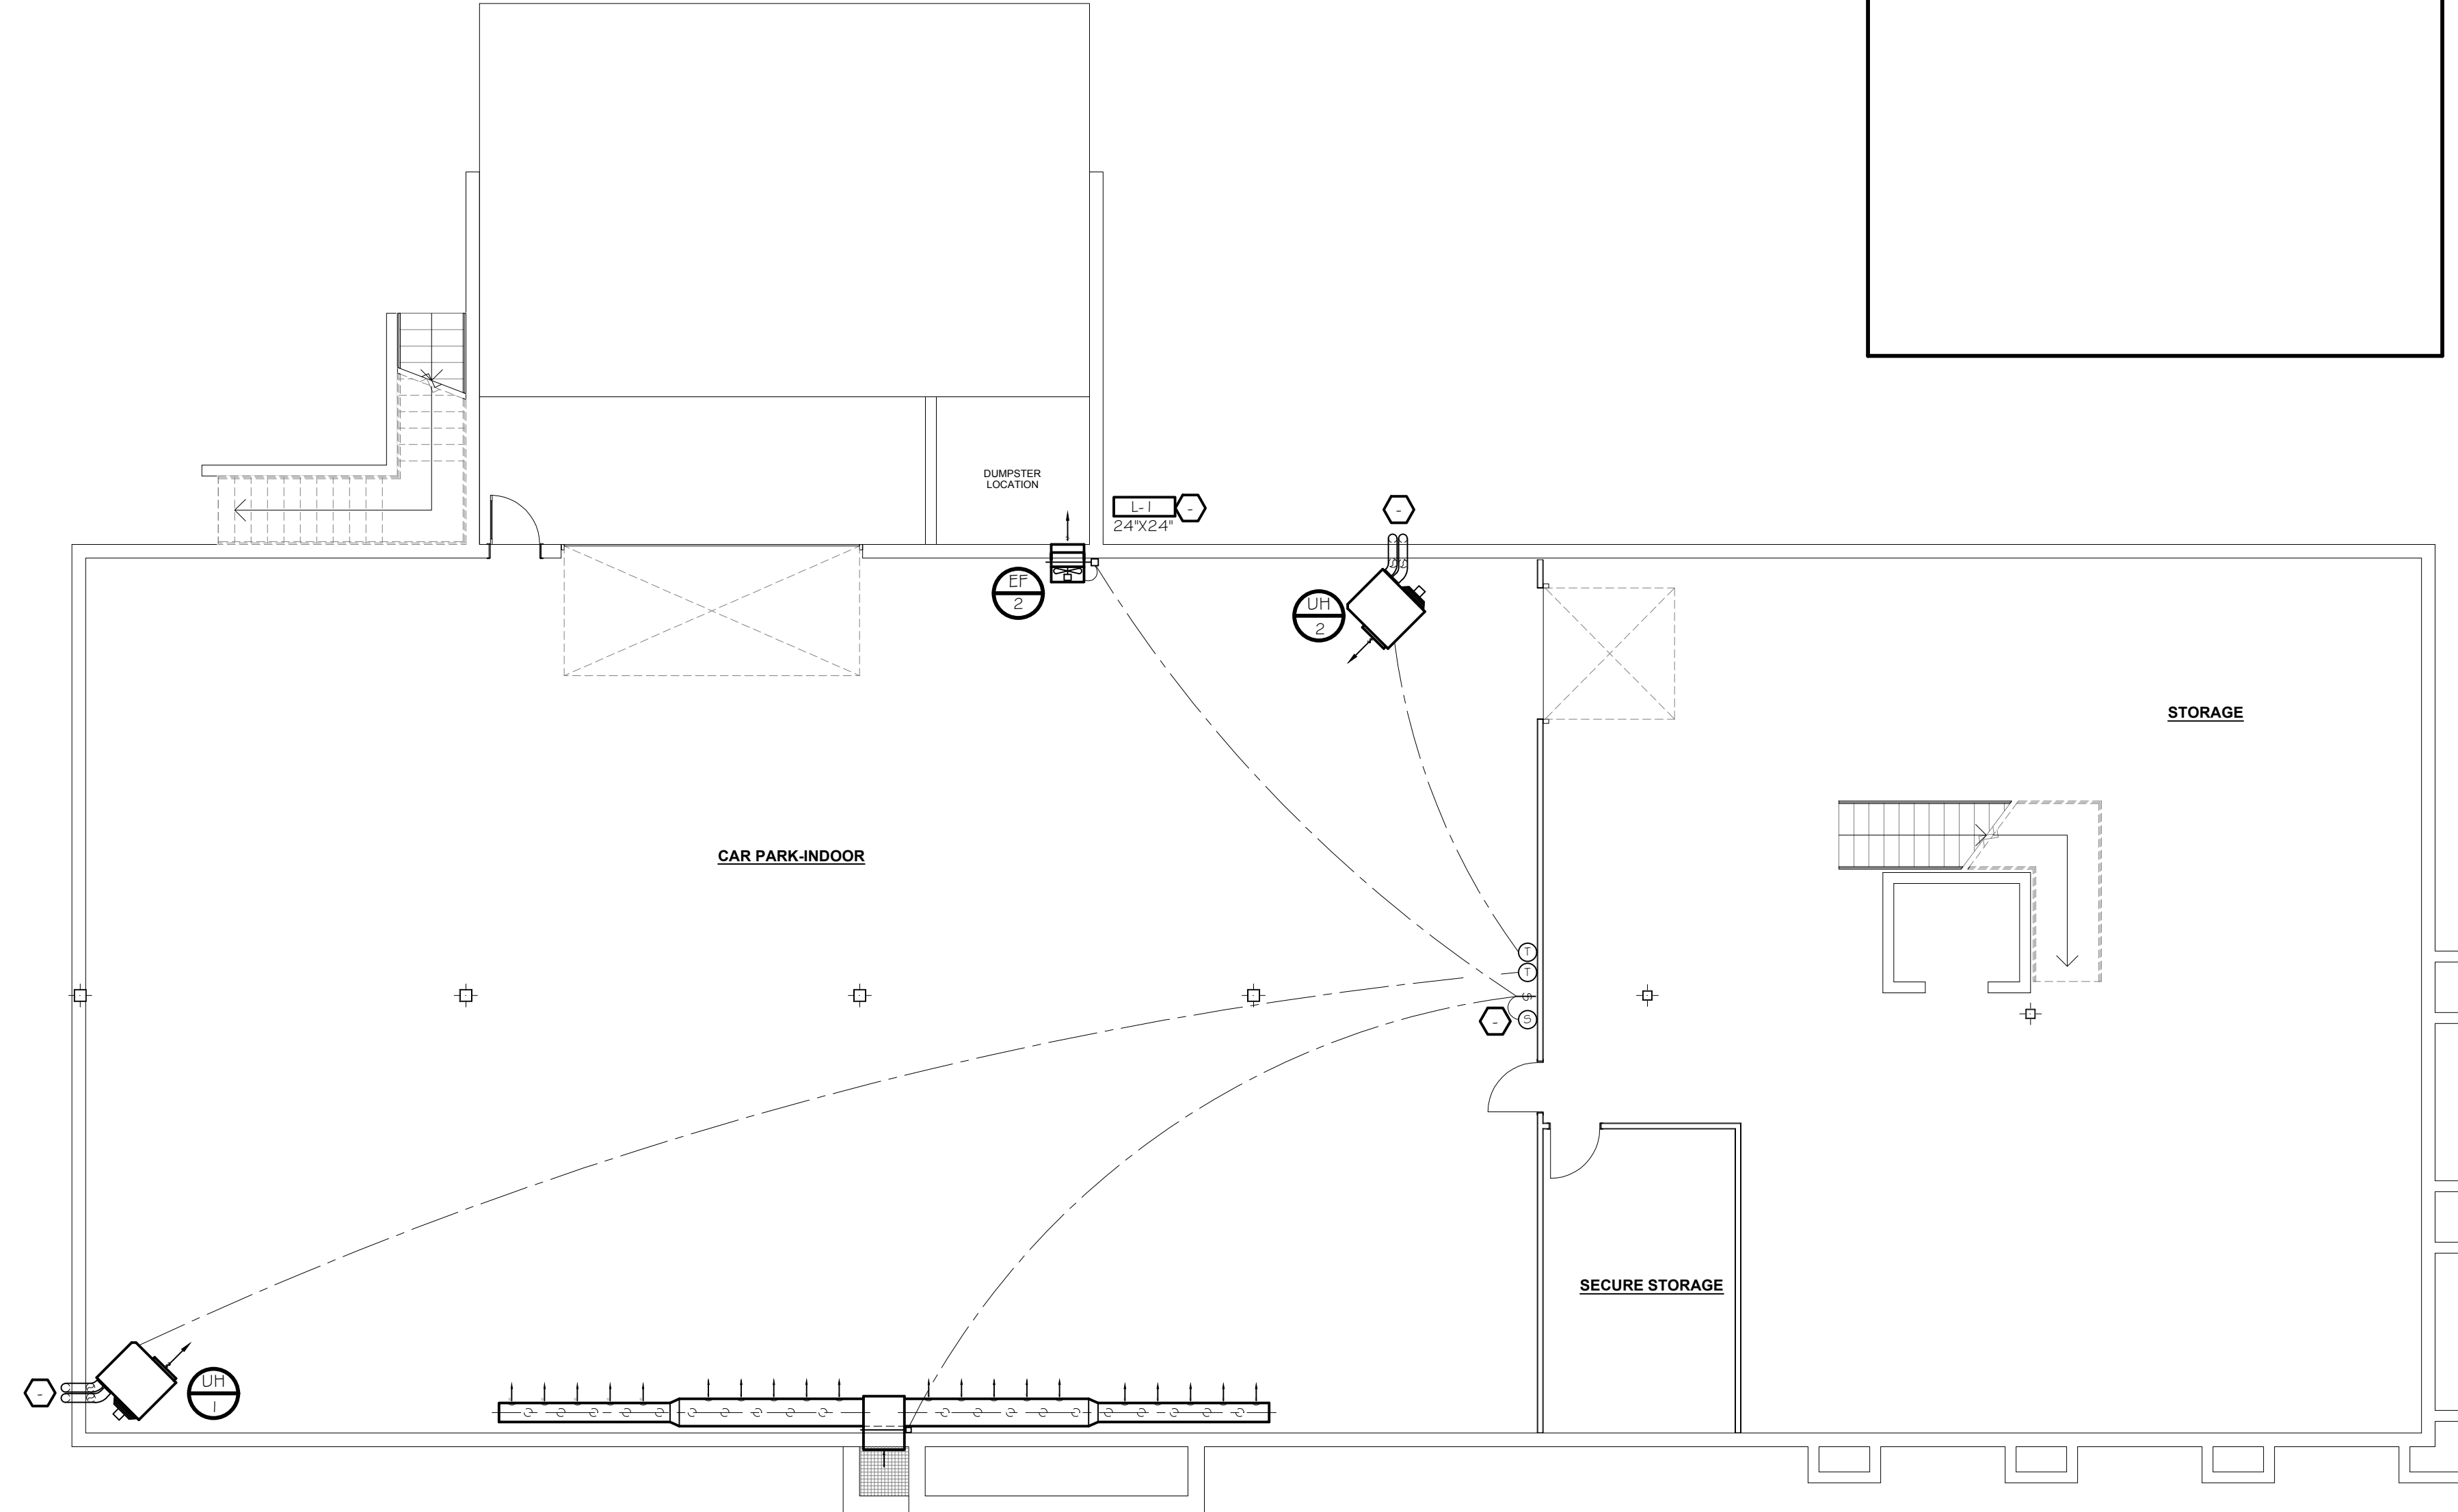 DUMPSTER
LOCATION
L-1
-
24"X24"
-
EF
2
UH
2
STORAGE
CAR PARK-INDOOR
T
T
S
S
-
SECURE STORAGE
UH
1
-